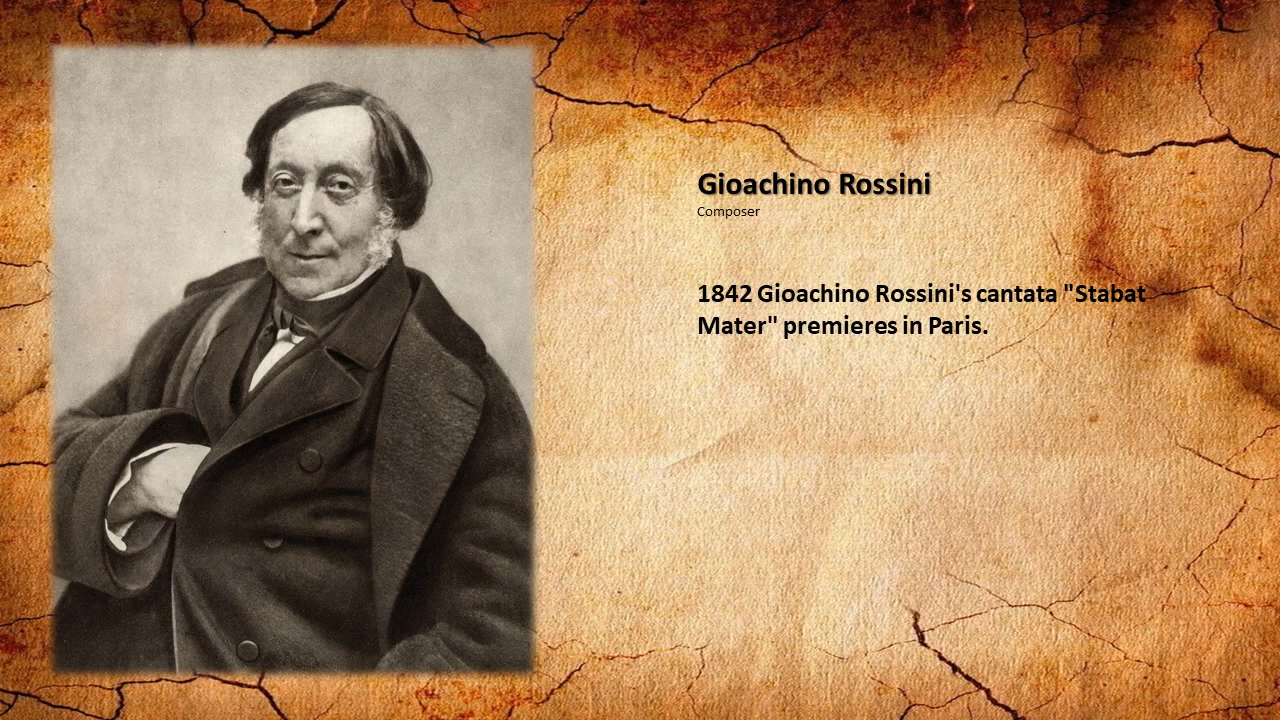 Gioachino Rossini
Composer
1842 Gioachino Rossini's cantata "Stabat
Mater" premieres in Paris.